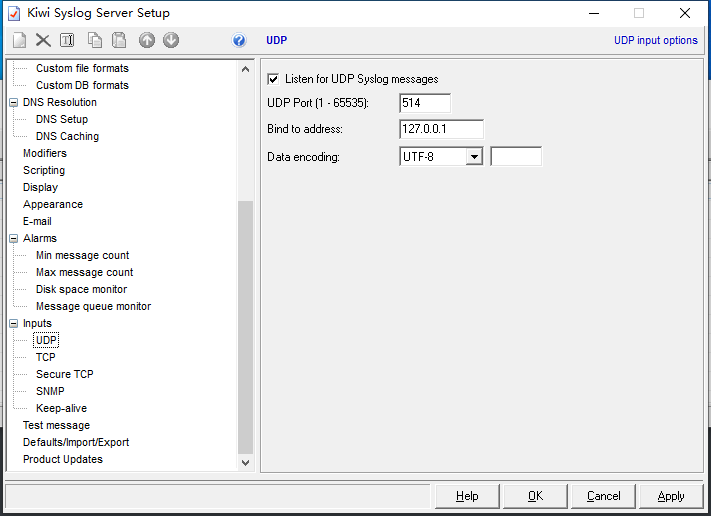 Kiwi Syslog Server Setup
UDP
UDP input options
Custom file formats
Custom DB formats
DNS Resolution
DNS Setup
DNS Caching
Modifiers
Scripting
Display
Appearance
E-mail
Alarms
Min message count
Max message count
Disk space monitor
Message queue monitor
Inputs
UDP
TCP
Secure TCP
SNMP
Keep-alive
Test message
Defaults/Import/Export
Product Updates
Listen for UDP Syslog messages
UDP Port (1 - 65535): 514
Bind to address: 127.0.0.1
Data encoding: UTF-8
Help OK Cancel Apply